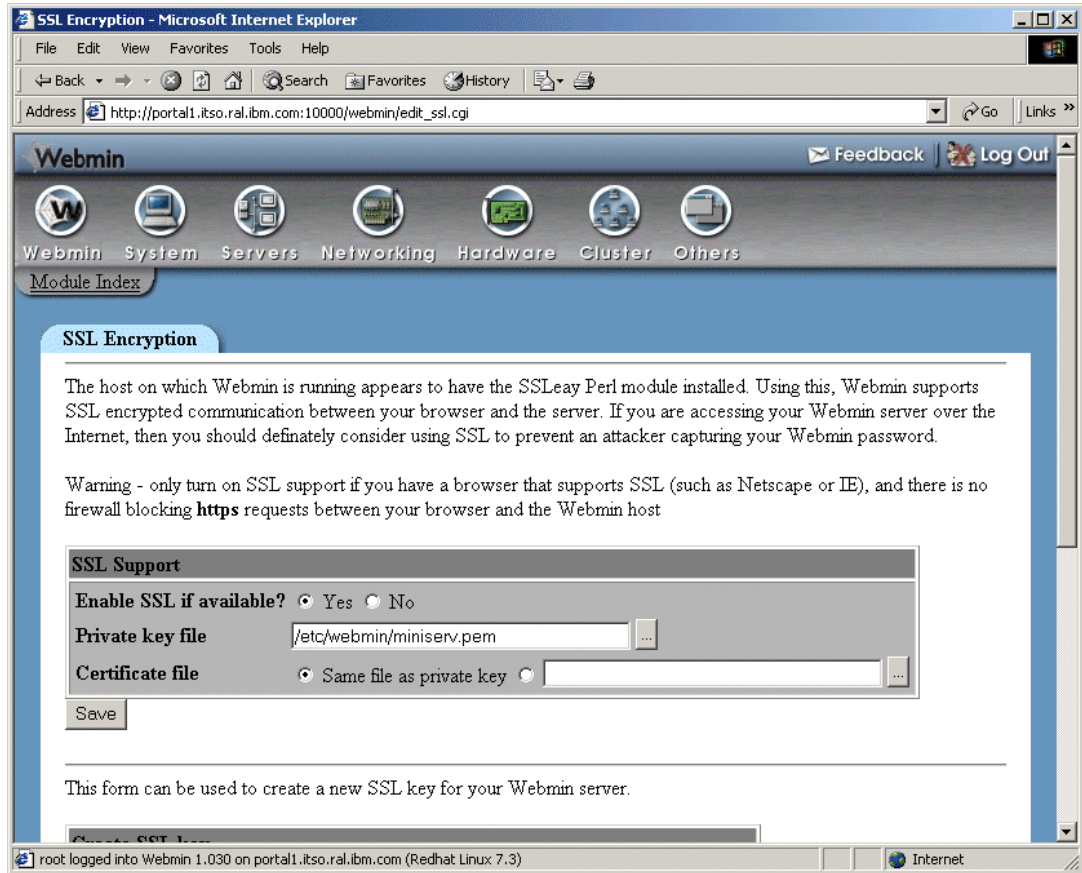 SSL Encryption - Microsoft Internet Explorer
File Edit View Favorites Tools Help
Back Search Favorites History
Address http://portal1.itso.ral.ibm.com:10000/webmin/edit_ssl.cgi Go Links »
Webmin Feedback Log Out
Webmin System Servers Networking Hardware Cluster Others
Module Index
SSL Encryption
The host on which Webmin is running appears to have the SSLeay Perl module installed. Using this, Webmin supports
SSL encrypted communication between your browser and the server. If you are accessing your Webmin server over the
Internet, then you should definately consider using SSL to prevent an attacker capturing your Webmin password.
Warning - only turn on SSL support if you have a browser that supports SSL (such as Netscape or IE), and there is no
firewall blocking https requests between your browser and the Webmin host
SSL Support
Enable SSL if available? Yes No
Private key file /etc/webmin/miniserv.pem ...
Certificate file Same file as private key ...
Save
This form can be used to create a new SSL key for your Webmin server.
Create SSL key
root logged into Webmin 1.030 on portal1.itso.ral.ibm.com (Redhat Linux 7.3) Internet